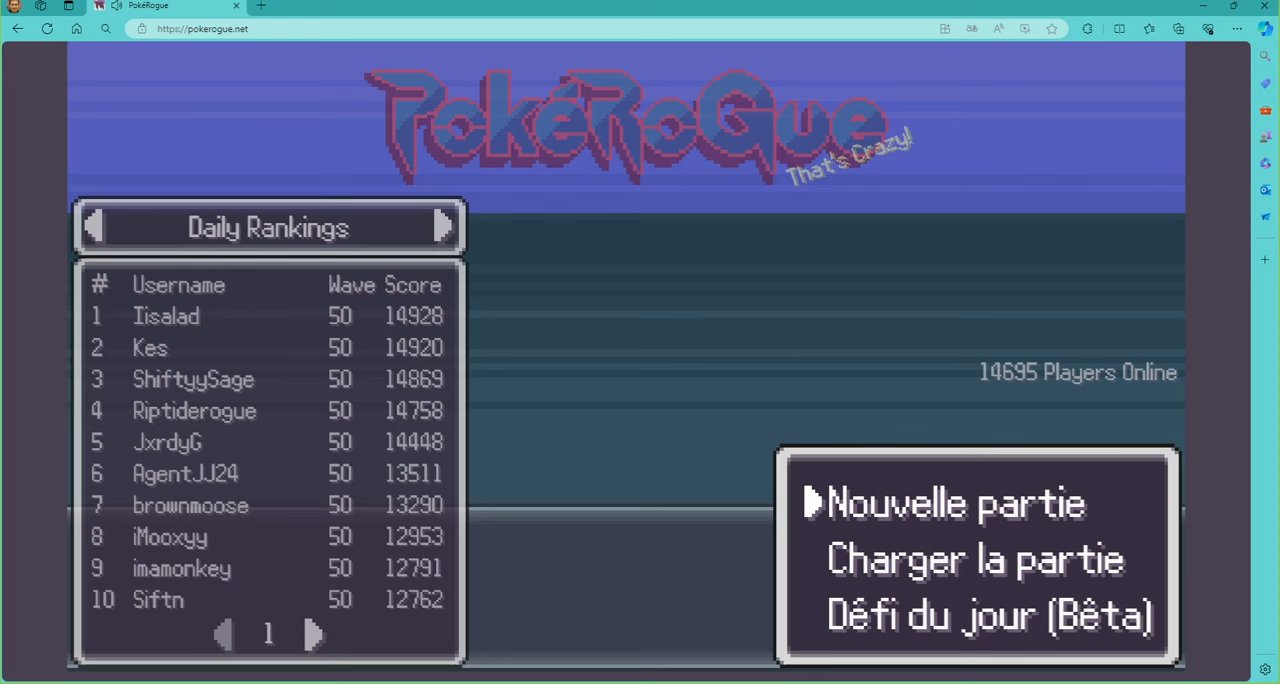 PokéRogue
https://pokerogue.net
PokéRoGue
That's Crazy!
Daily Rankings
# Username Wave Score
1 Iisalad 50 14928
2 Kes 50 14920
3 ShiftyySage 50 14869
4 Riptiderogue 50 14758
5 JxrdyG 50 14448
6 AgentJJ24 50 13511
7 brownmoose 50 13290
8 iMooxyy 50 12953
9 imamonkey 50 12791
10 Siftn 50 12762
1
14695 Players Online
Nouvelle partie
Charger la partie
Défi du jour (Bêta)